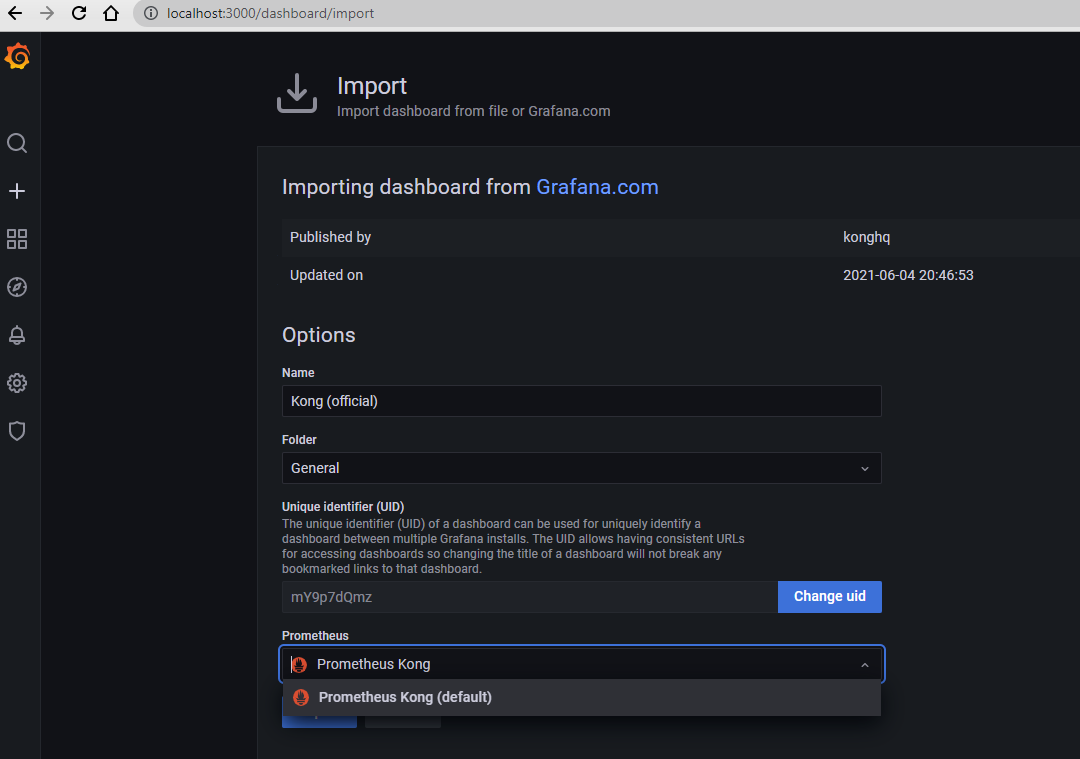 localhost:3000/dashboard/import
Import
Import dashboard from file or Grafana.com
Importing dashboard from Grafana.com
Published by konghq
Updated on 2021-06-04 20:46:53
Options
Name
Kong (official)
Folder
General
Unique identifier (UID)
The unique identifier (UID) of a dashboard can be used for uniquely identify a
dashboard between multiple Grafana installs. The UID allows having consistent URLs
for accessing dashboards so changing the title of a dashboard will not break any
bookmarked links to that dashboard.
mY9p7dQmz Change uid
Prometheus
Prometheus Kong
Prometheus Kong (default)